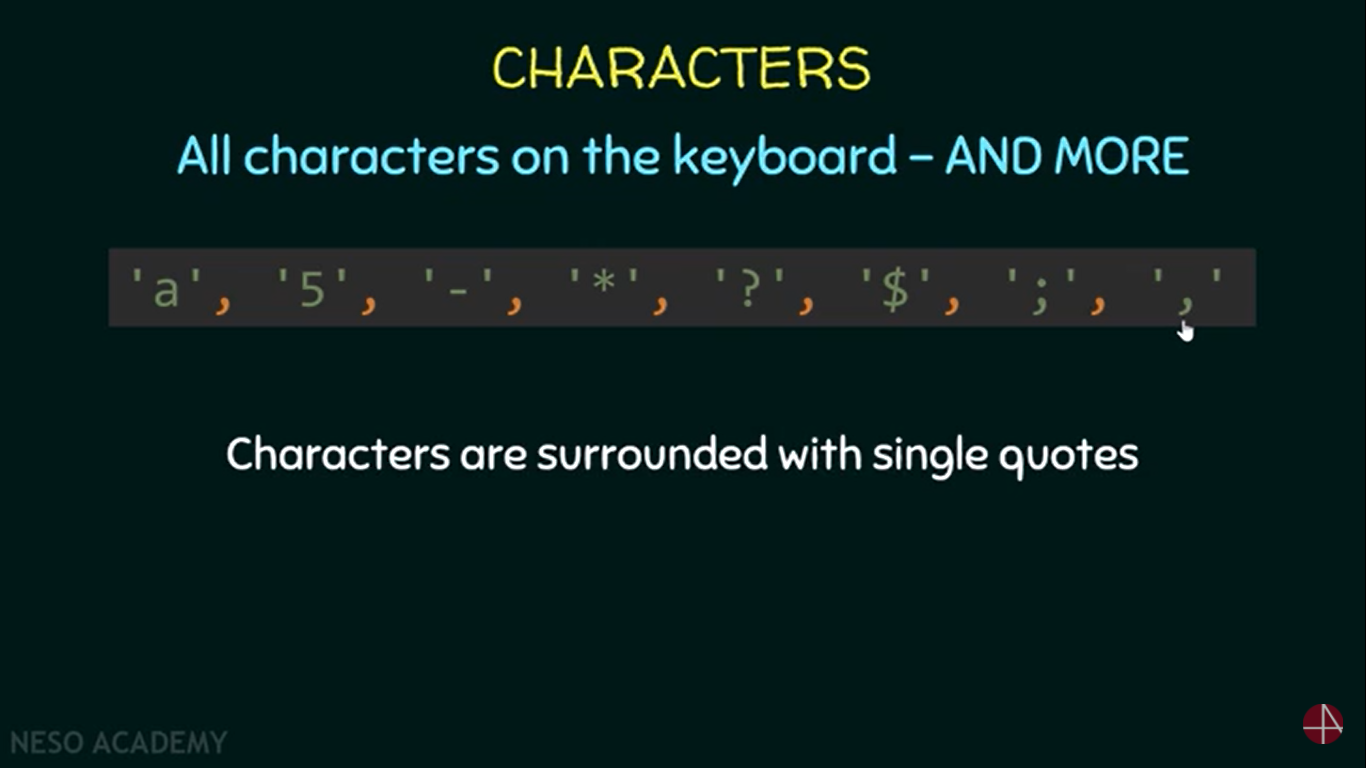 CHARACTERS
All characters on the keyboard – AND MORE
'a', '5', '-', '*', '?', '$', ';', ','
Characters are surrounded with single quotes
NESO ACADEMY